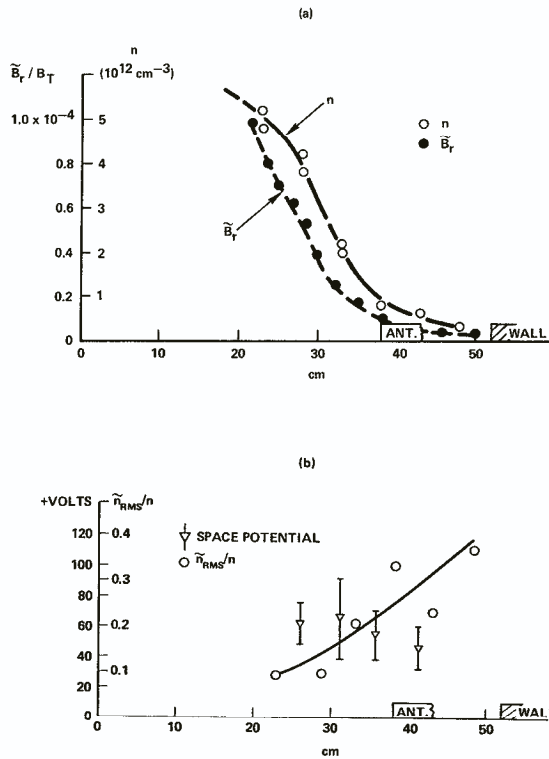 (a)
n
B̃r / BT (10¹² cm⁻³)
1.0 x 10⁻⁴ 5
0.8 4
0.6 3
0.4 2
0.2 1
0
n
B̃r
○ n
● B̃r
ANT. WALL
0 10 20 30 40 50
cm
(b)
+VOLTS ñRMS/n
120 0.4
100 0.3
80
60 0.2
40 0.1
20
0
SPACE POTENTIAL
ñRMS/n
ANT. WAL
0 10 20 30 40 50
cm